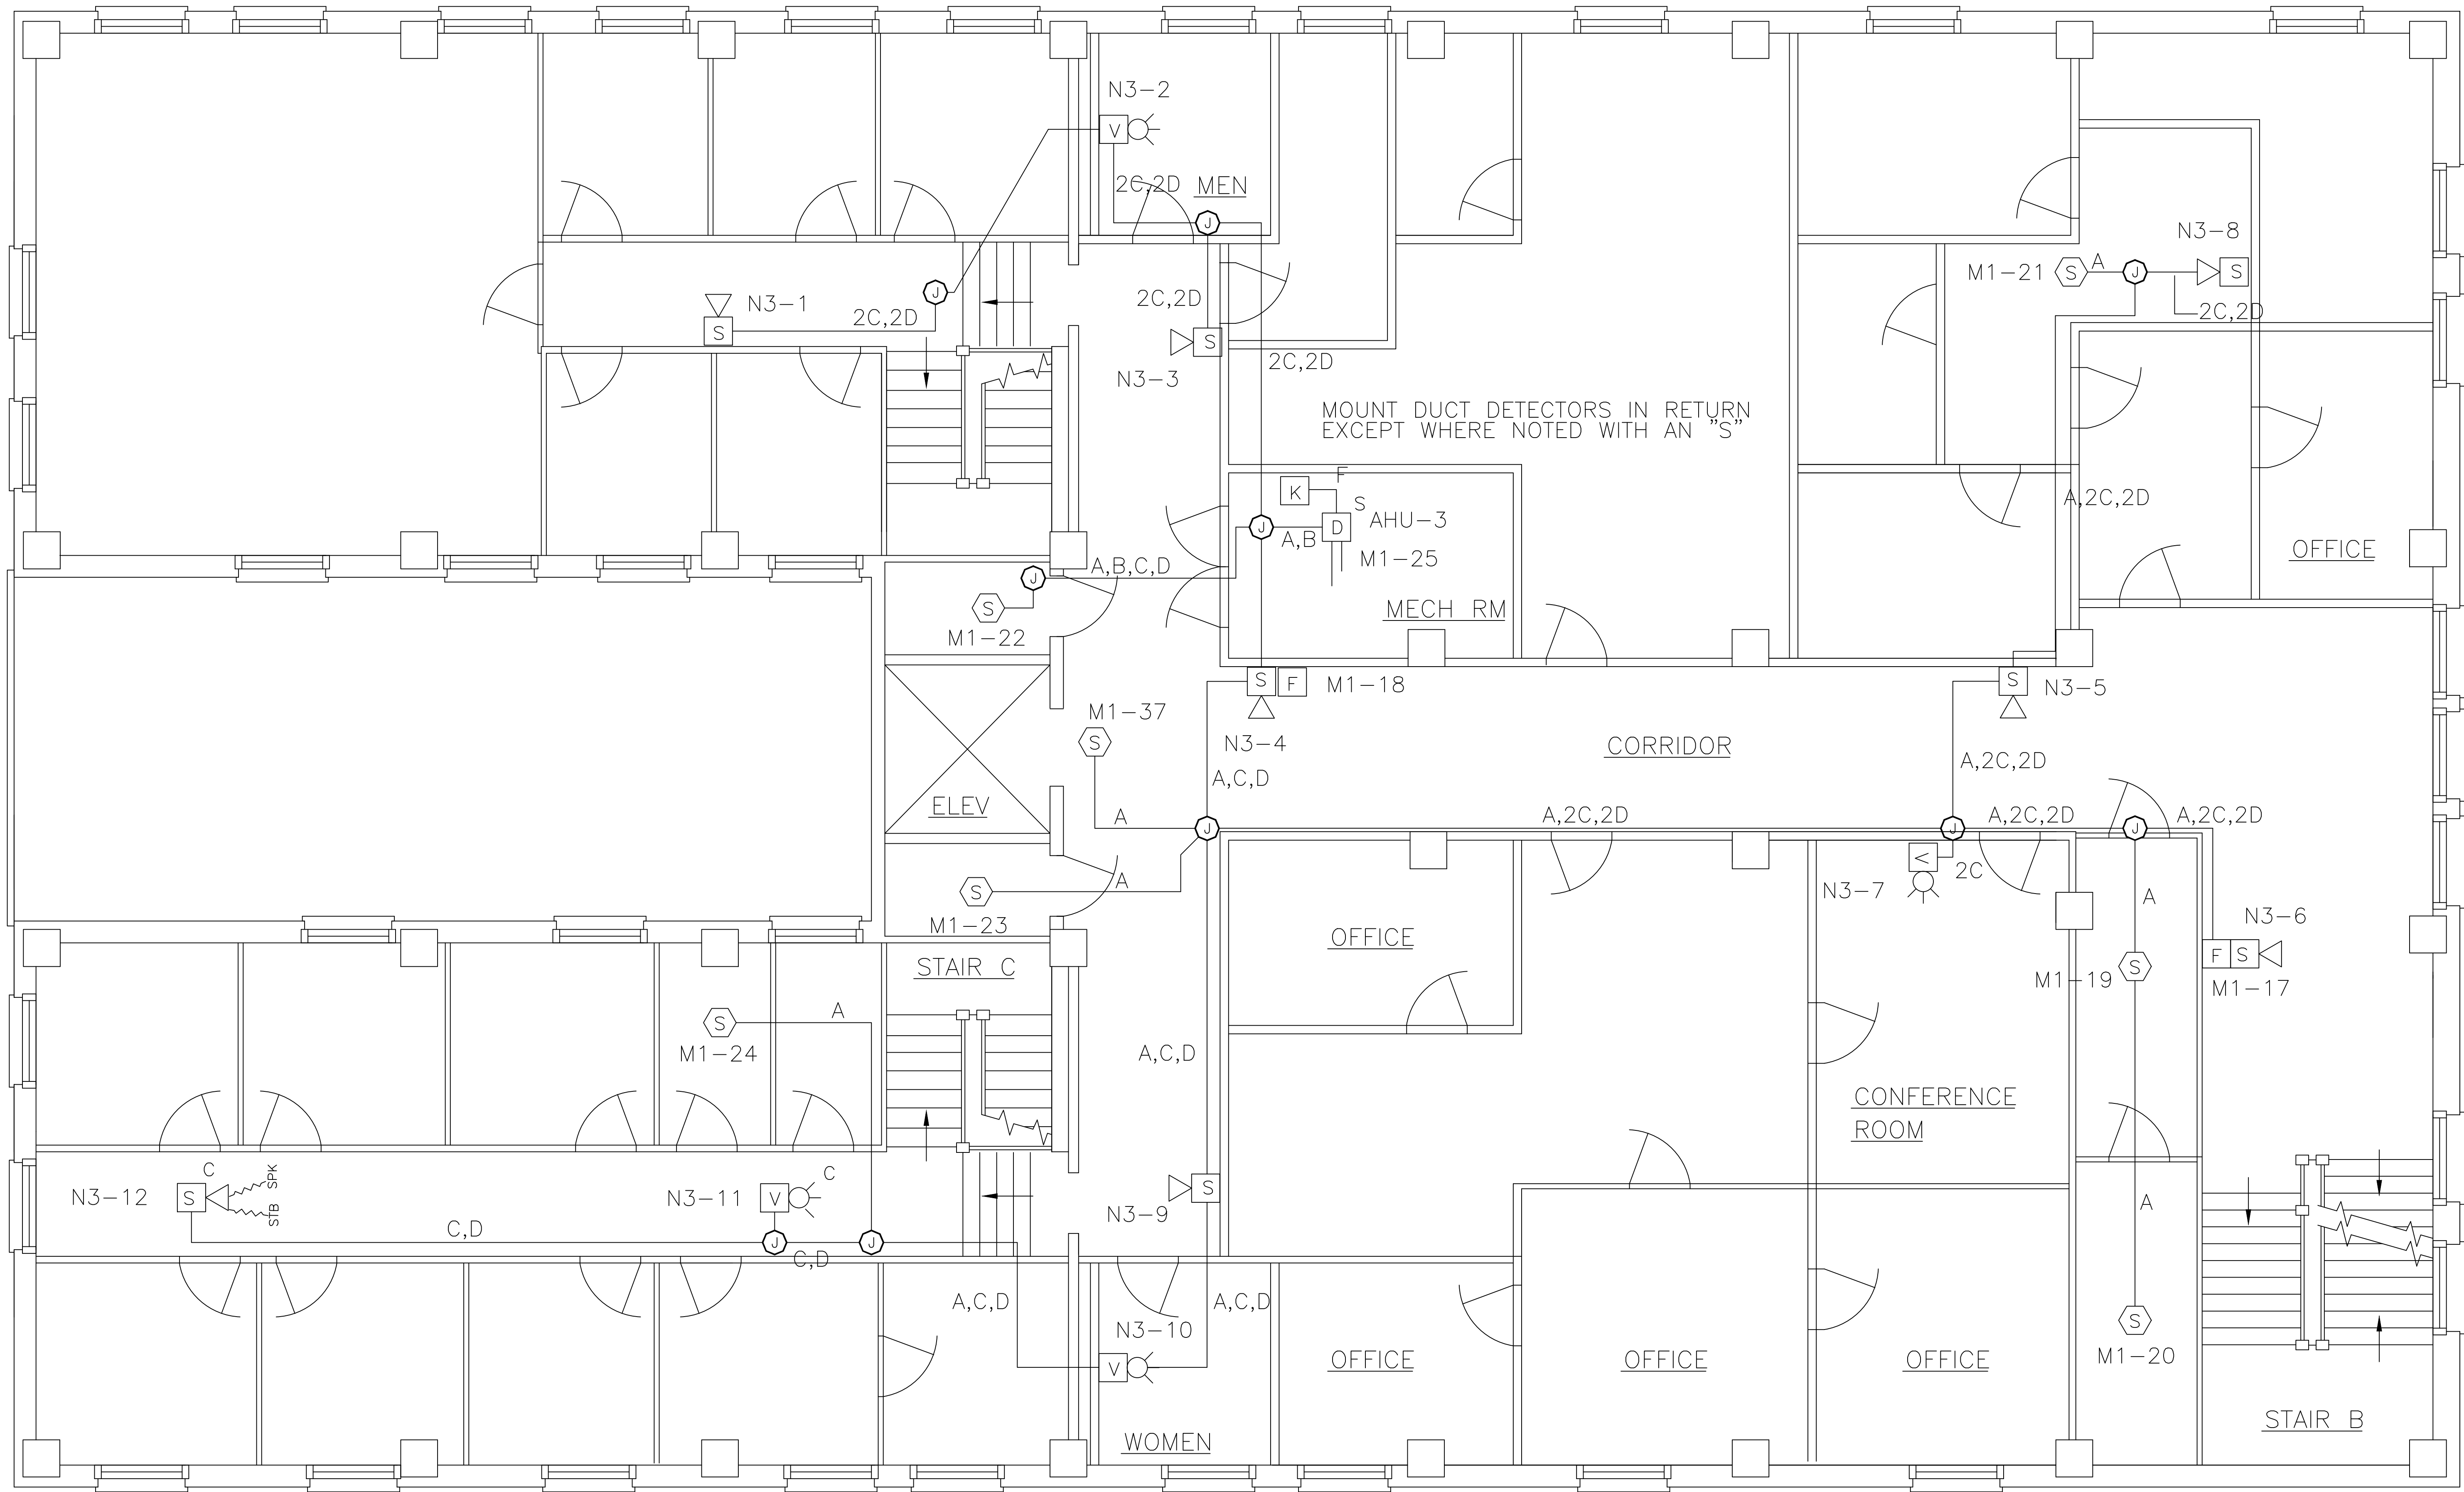 N3-2
V
2C,2D
MEN
J
N3-8
M1-21
S
A
J
S
2C,2D
J
N3-1
S
2C,2D
2C,2D
S
N3-3
2C,2D
MOUNT DUCT DETECTORS IN RETURN
EXCEPT WHERE NOTED WITH AN "S"
F
K
S
D
AHU-3
J
A,B
M1-25
A,2C,2D
OFFICE
A,B,C,D
J
S
M1-22
MECH RM
S
F
M1-18
S
N3-5
M1-37
S
N3-4
CORRIDOR
A,C,D
A,2C,2D
ELEV
A
J
A,2C,2D
J
A,2C,2D
J
A,2C,2D
V
2C
N3-7
S
A
M1-23
A
N3-6
OFFICE
STAIR C
F
S
M1-19
S
M1-17
A
S
M1-24
A,C,D
CONFERENCE
ROOM
C
SPK
N3-12
S
STB
N3-11
V
C
S
N3-9
A
C,D
J
J
C,D
A,C,D
A,C,D
N3-10
V
S
M1-20
OFFICE
OFFICE
OFFICE
WOMEN
STAIR B